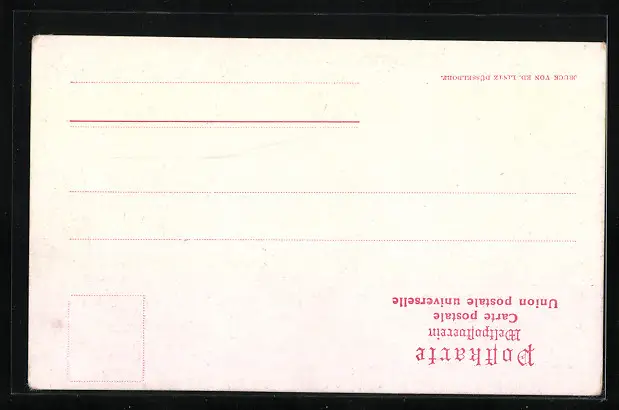 Postkarte
Weltpostverein
Carte postale
Union postale universelle
DRUCK VON ED. LINTZ DÜSSELDORF.